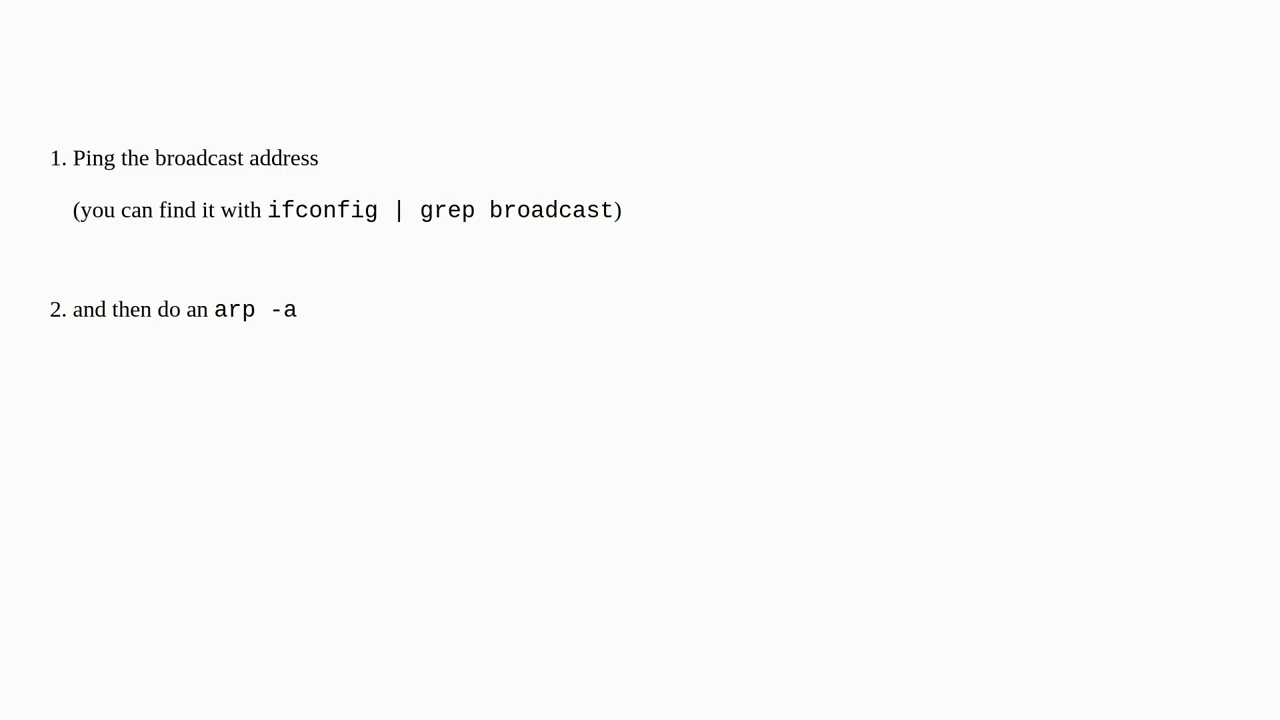 1. Ping the broadcast address
(you can find it with ifconfig | grep broadcast)
2. and then do an arp -a